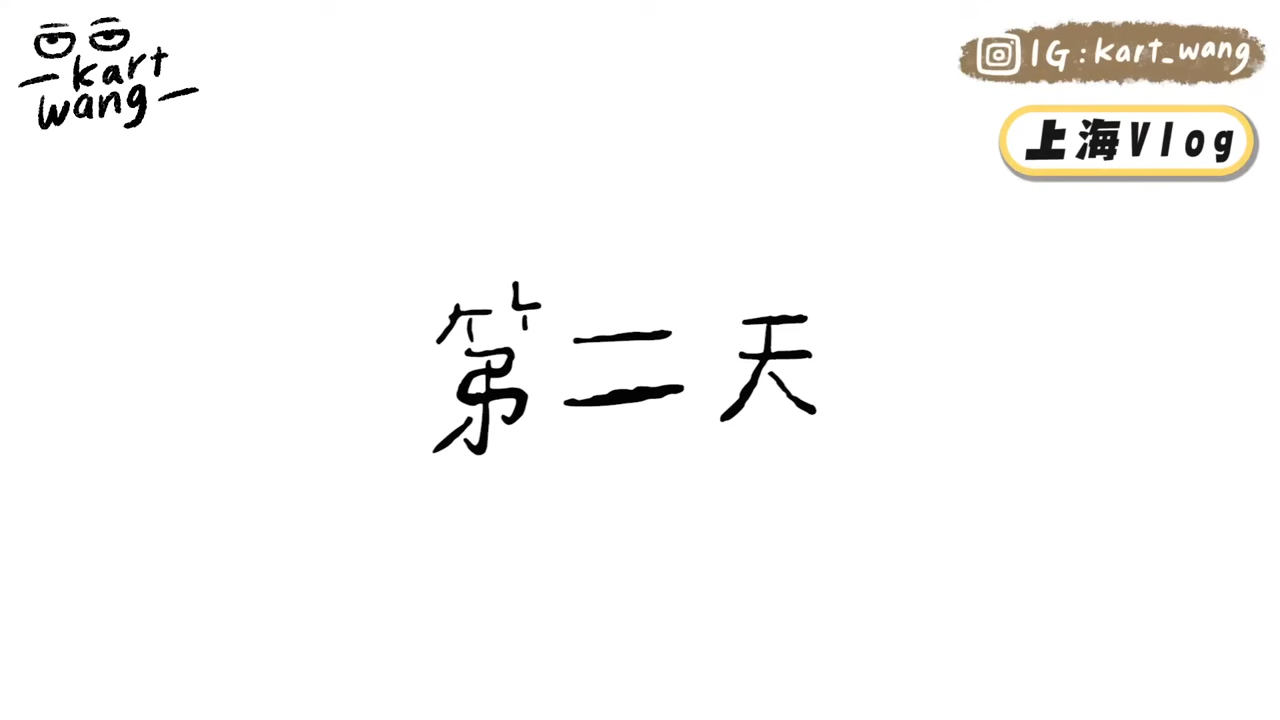 kart
wang
IG:kart_wang
上海Vlog
第二天